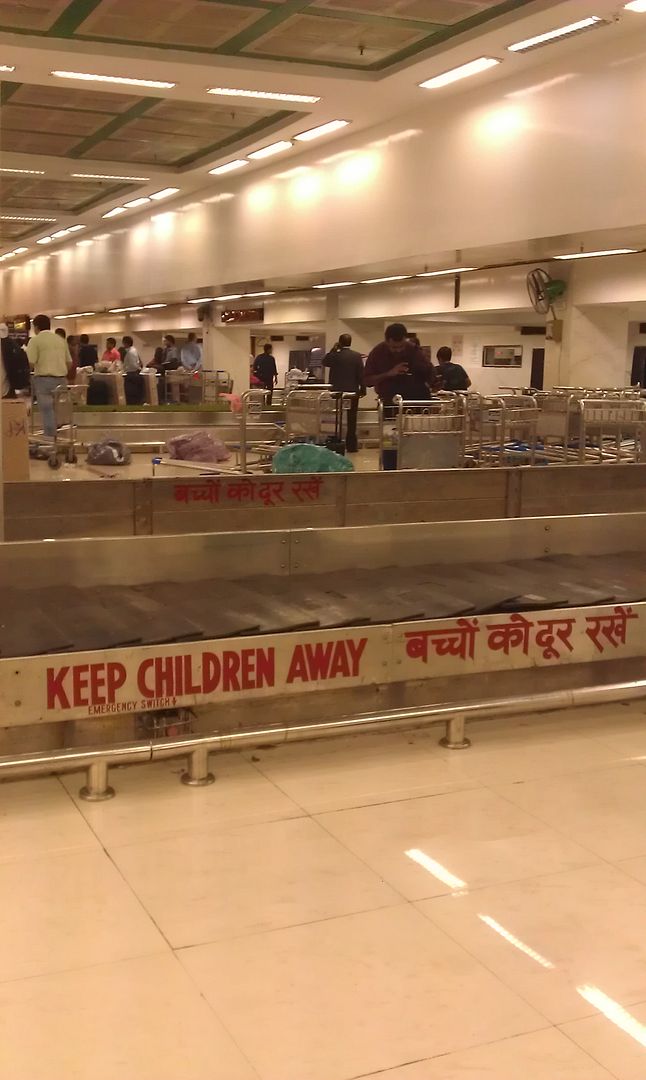 बच्चों को दूर रखें
KEEP CHILDREN AWAY बच्चों को दूर रखें
EMERGENCY SWITCH